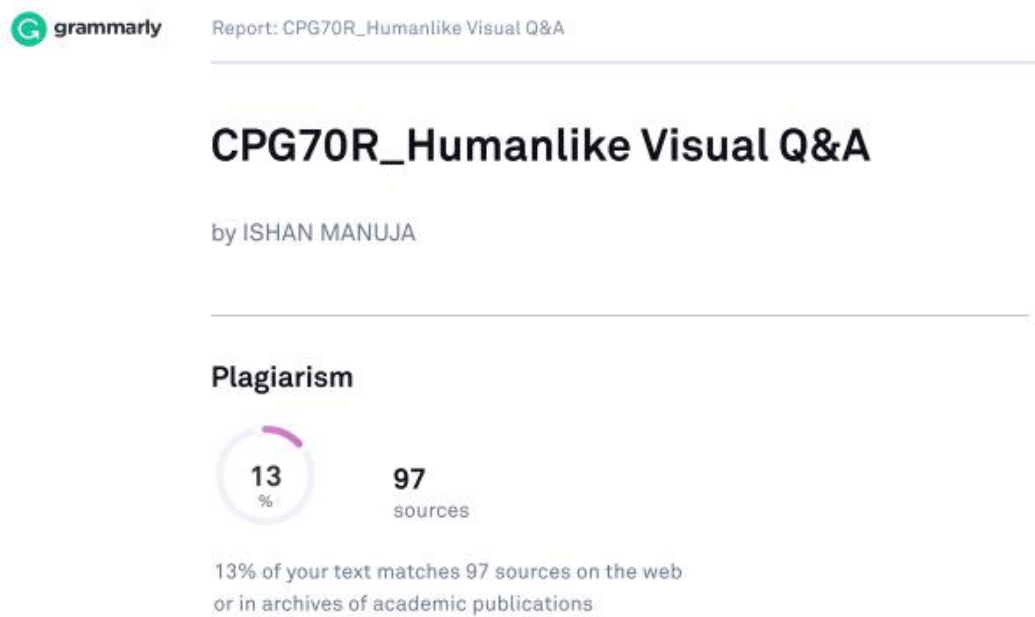 grammarly
Report: CPG70R_Humanlike Visual Q&A
CPG70R_Humanlike Visual Q&A
by ISHAN MANUJA
Plagiarism
13
%
97
sources
13% of your text matches 97 sources on the web
or in archives of academic publications